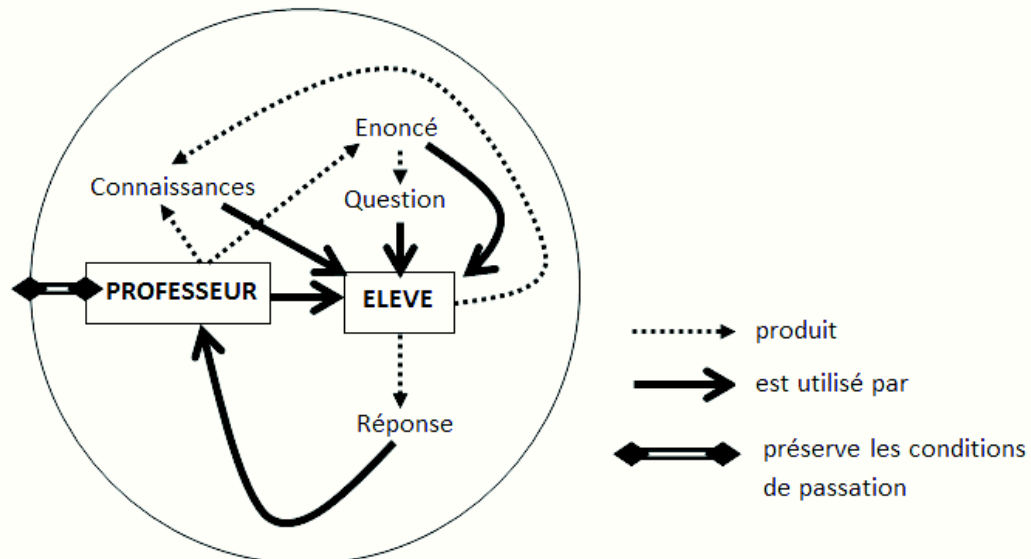 Enoncé
Connaissances
Question
PROFESSEUR
ELEVE
Réponse
produit
est utilisé par
préserve les conditions
de passation